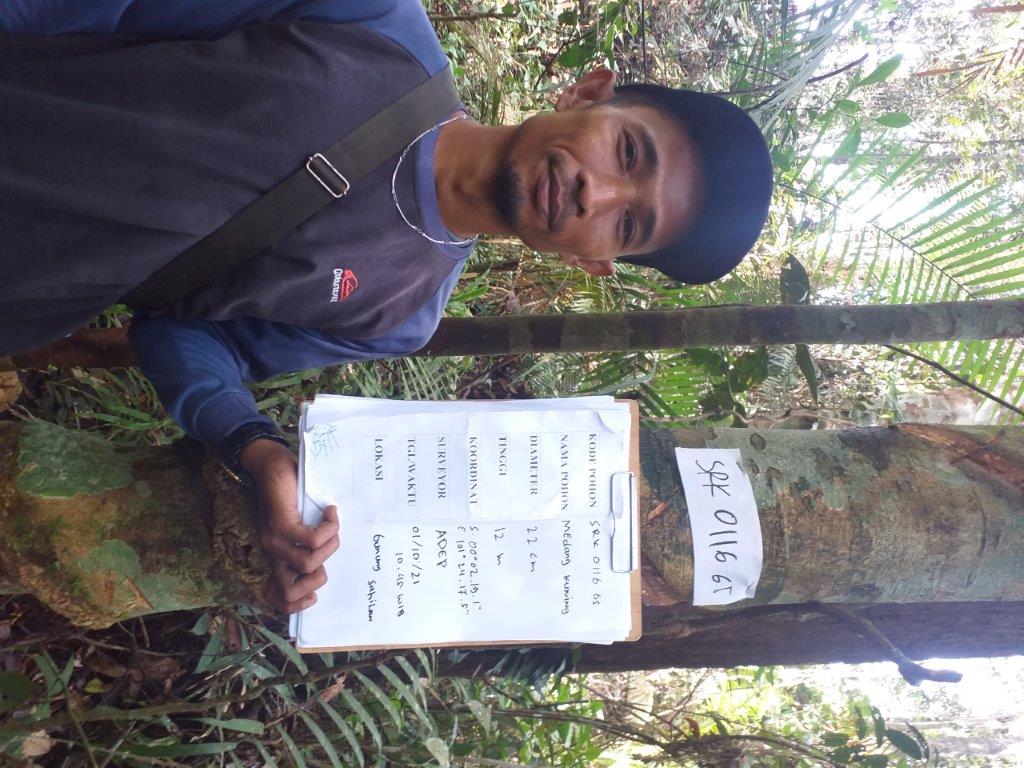 SRK 0116 GS
KODE POHON SRK 0116 GS
NAMA POHON MEDANG KUNING
DIAMETER 22 cm
TINGGI 12 m
KOORDINAT S 00°02.19.1"
E 101°24.17.5"
SURVEYOR ADEP
TGL/WAKTU 01/10/21
10.45 WIB
LOKASI Gunung Sahilan